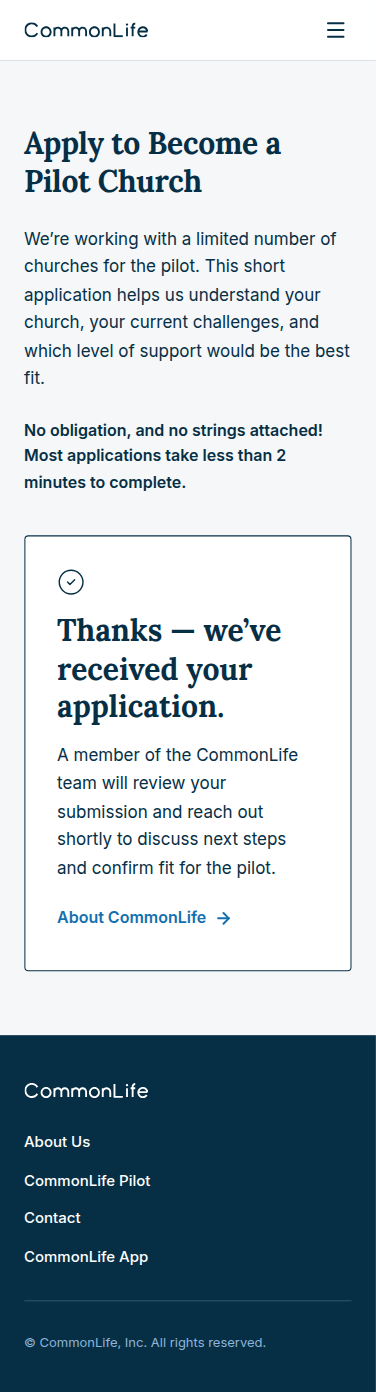 CommonLife
Apply to Become a
Pilot Church
We’re working with a limited number of
churches for the pilot. This short
application helps us understand your
church, your current challenges, and
which level of support would be the best
fit.
No obligation, and no strings attached!
Most applications take less than 2
minutes to complete.
Thanks — we’ve
received your
application.
A member of the CommonLife
team will review your
submission and reach out
shortly to discuss next steps
and confirm fit for the pilot.
About CommonLife
CommonLife
About Us
CommonLife Pilot
Contact
CommonLife App
© CommonLife, Inc. All rights reserved.